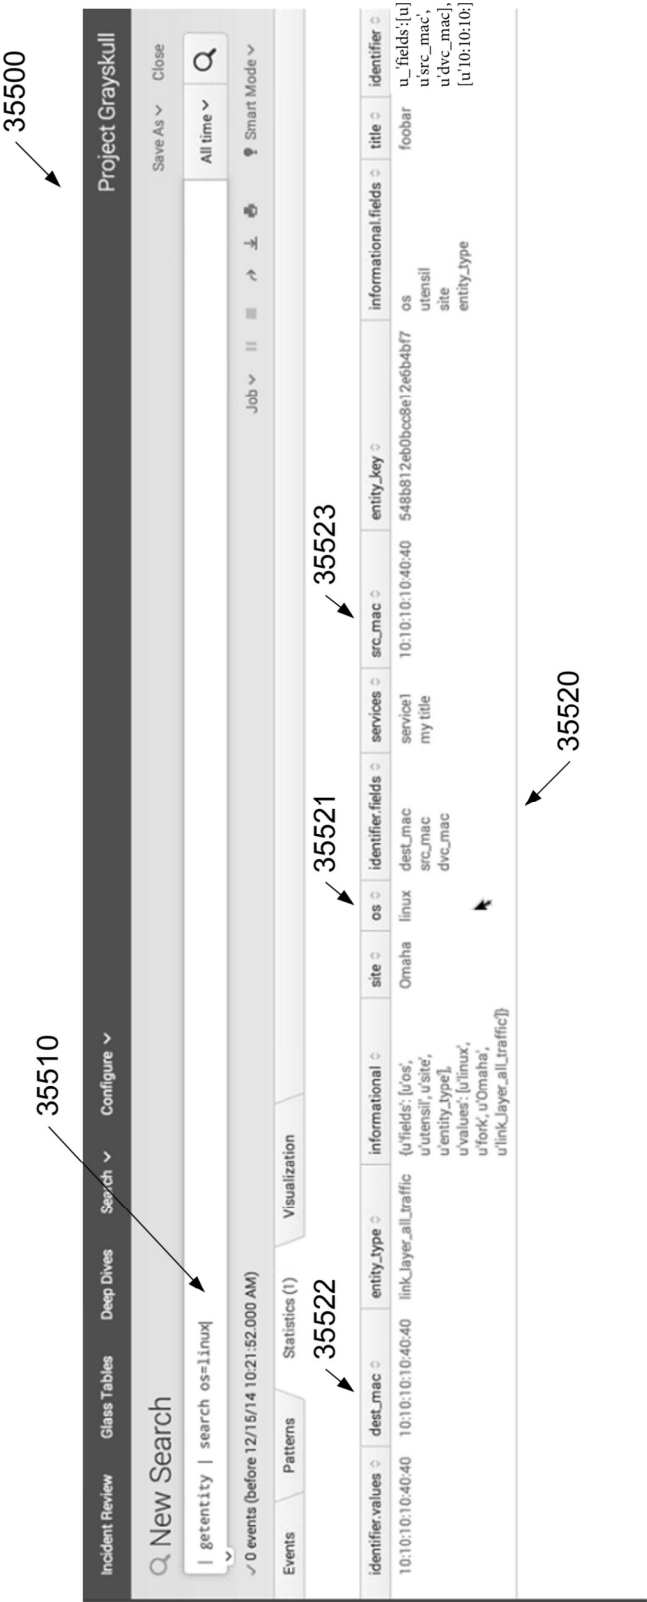 35500
Incident Review Glass Tables Deep Dives Search Configure Project Grayskull
35510
New Search Save As Close
| getentity | search os=linux All time
0 events (before 12/15/14 10:21:52.000 AM) Job Smart Mode
Events Patterns Statistics (1) Visualization
35522 35521 35523
identifier.values dest_mac entity_type informational site os identifier.fields services src_mac entity_key informational.fields title identifier
10:10:10:10:40:40 10:10:10:10:40:40 link_layer_all_traffic {u'fields': [u'os', Omaha linux dest_mac service1 10:10:10:10:40:40 548b812eb0bcc8e12e6b4bf7 os foobar u_'fields':[u]
u'utensil', u'site', src_mac my title utensil u'src_mac',
u'entity_type'], dvc_mac site u'dvc_mac],
u'values': [u'linux', entity_type [u'10:10:10:]
u'fork', u'Omaha',
u'link_layer_all_traffic']}
35520